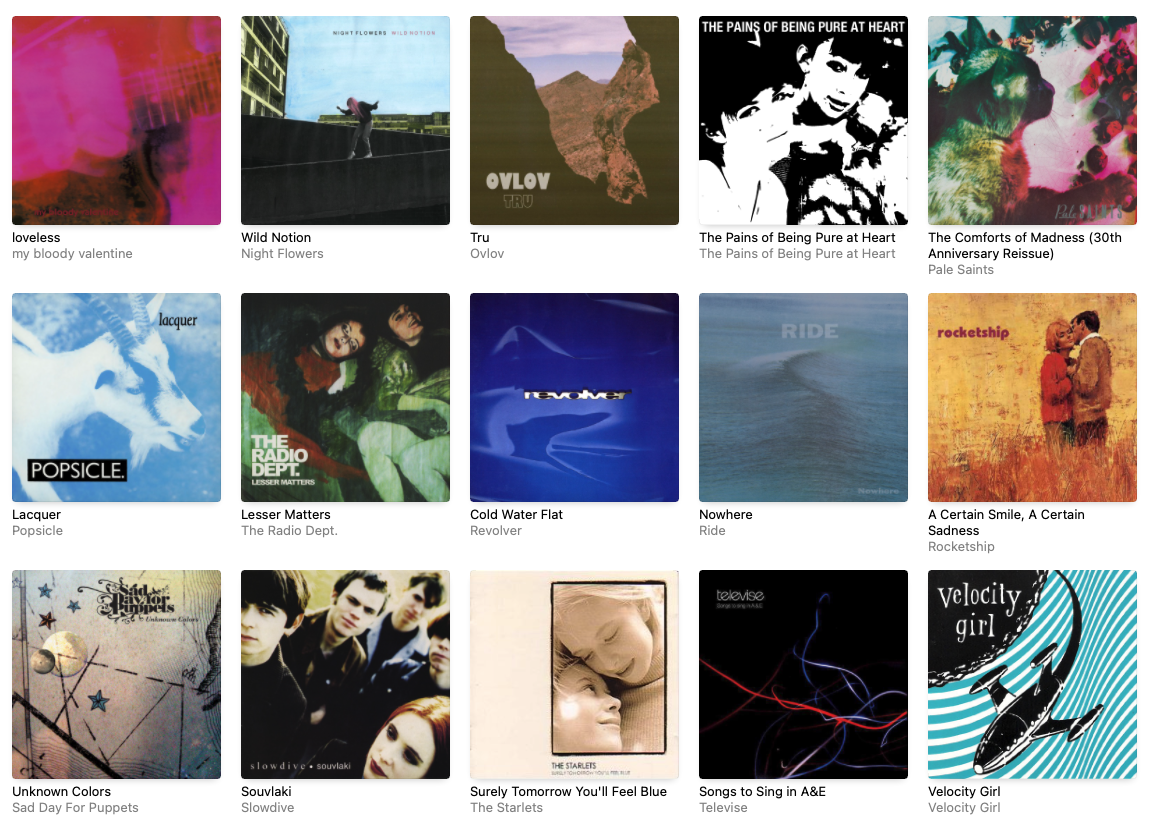 NIGHT FLOWERS WILD NOTION
THE PAINS OF BEING PURE AT HEART
OVLOV
TRU
Pale SAINTS
loveless
my bloody valentine
Wild Notion
Night Flowers
Tru
Ovlov
The Pains of Being Pure at Heart
The Pains of Being Pure at Heart
The Comforts of Madness (30th
Anniversary Reissue)
Pale Saints
lacquer
POPSICLE.
THE
RADIO
DEPT.
LESSER MATTERS
revolver
RIDE
Nowhere
rocketship
Lacquer
Popsicle
Lesser Matters
The Radio Dept.
Cold Water Flat
Revolver
Nowhere
Ride
A Certain Smile, A Certain
Sadness
Rocketship
Sad
Day for
Puppets
Unknown Colors
slowdive • souvlaki
THE STARLETS
SURELY TOMORROW YOU'LL FEEL BLUE
televise
Songs to sing in A&E
velocity
girl
Unknown Colors
Sad Day For Puppets
Souvlaki
Slowdive
Surely Tomorrow You'll Feel Blue
The Starlets
Songs to Sing in A&E
Televise
Velocity Girl
Velocity Girl